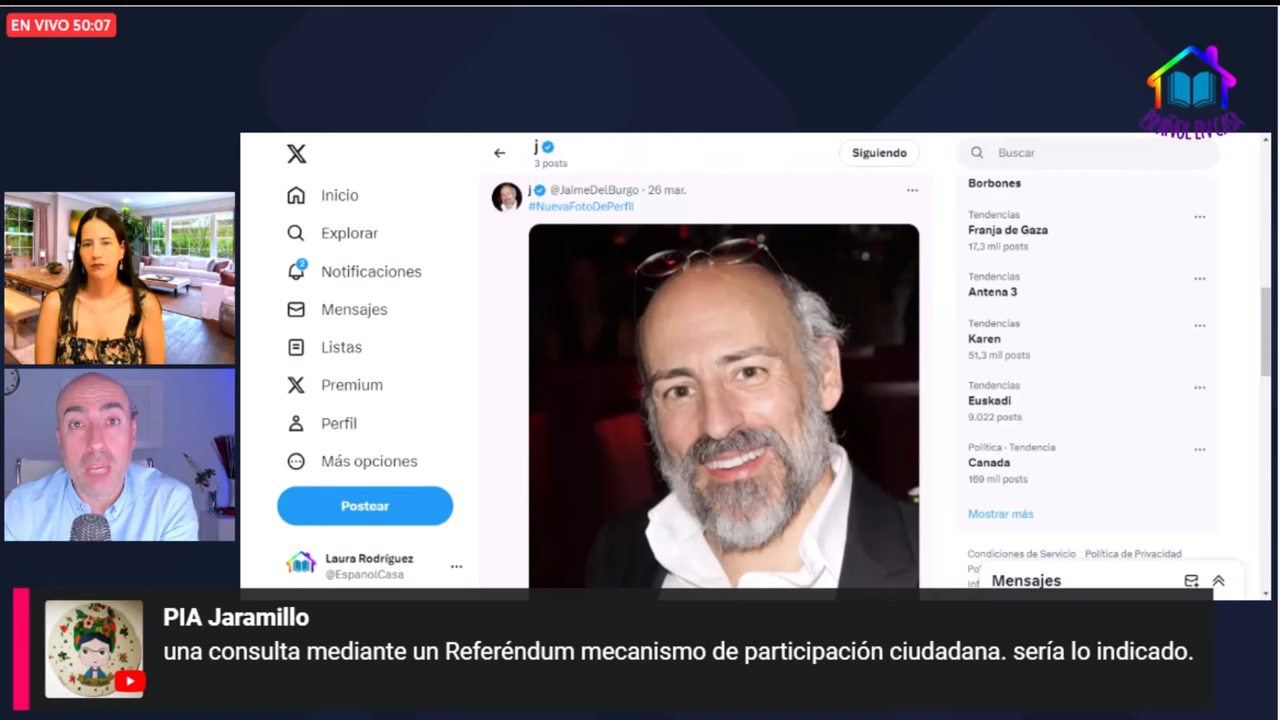 EN VIVO 50:07
ESPAÑOL EN CASA
Inicio
Explorar
2
Notificaciones
Mensajes
Listas
Premium
Perfil
Más opciones
Postear
Laura Rodríguez
@EspanolCasa
j
3 posts
Siguiendo
j @JaimeDelBurgo · 26 mar.
#NuevaFotoDePerfil
Buscar
Borbones
Tendencias
Franja de Gaza
17,3 mil posts
Tendencias
Antena 3
Tendencias
Karen
51,3 mil posts
Tendencias
Euskadi
9.022 posts
Política · Tendencia
Canada
169 mil posts
Mostrar más
Condiciones de Servicio Política de Privacidad
Mensajes
PIA Jaramillo
una consulta mediante un Referéndum mecanismo de participación ciudadana. sería lo indicado.